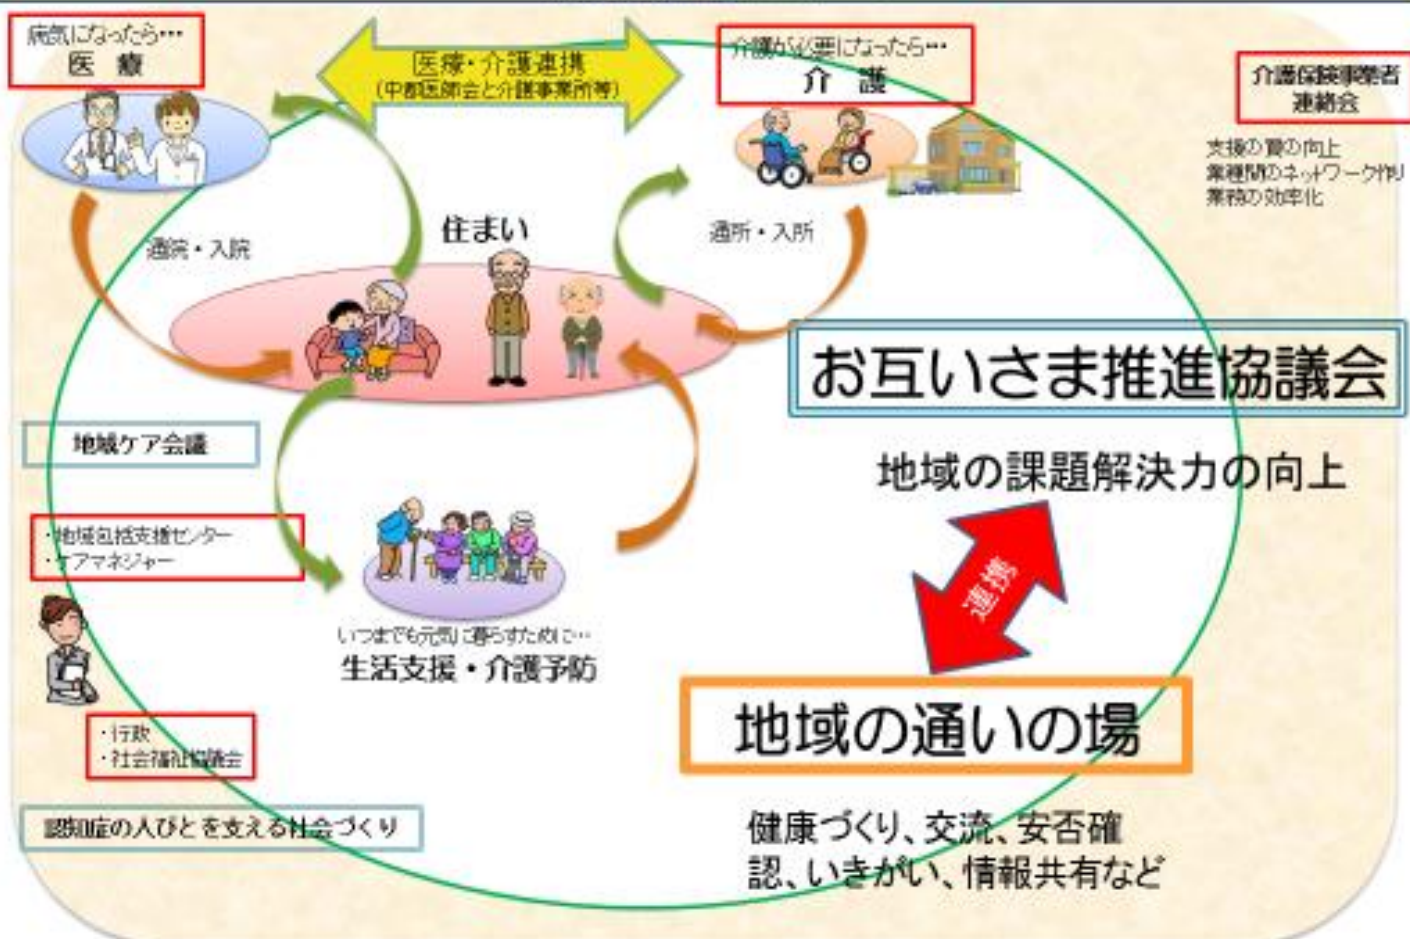 病気になったら…
医療
医療・介護連携
(中部医師会と介護事業所等)
介護が必要になったら…
介護
介護保険事業者
連絡会
支援の質の向上
業種間のネットワーク作り
業務の効率化
通院・入院
住まい
通所・入所
お互いさま推進協議会
地域の課題解決力の向上
地域ケア会議
・地域包括支援センター
・ケアマネジャー
連携
いつまでも元気に暮らすために…
生活支援・介護予防
地域の通いの場
・行政
・社会福祉協議会
認知症の人びとを支える社会づくり
健康づくり、交流、安否確
認、いきがい、情報共有など